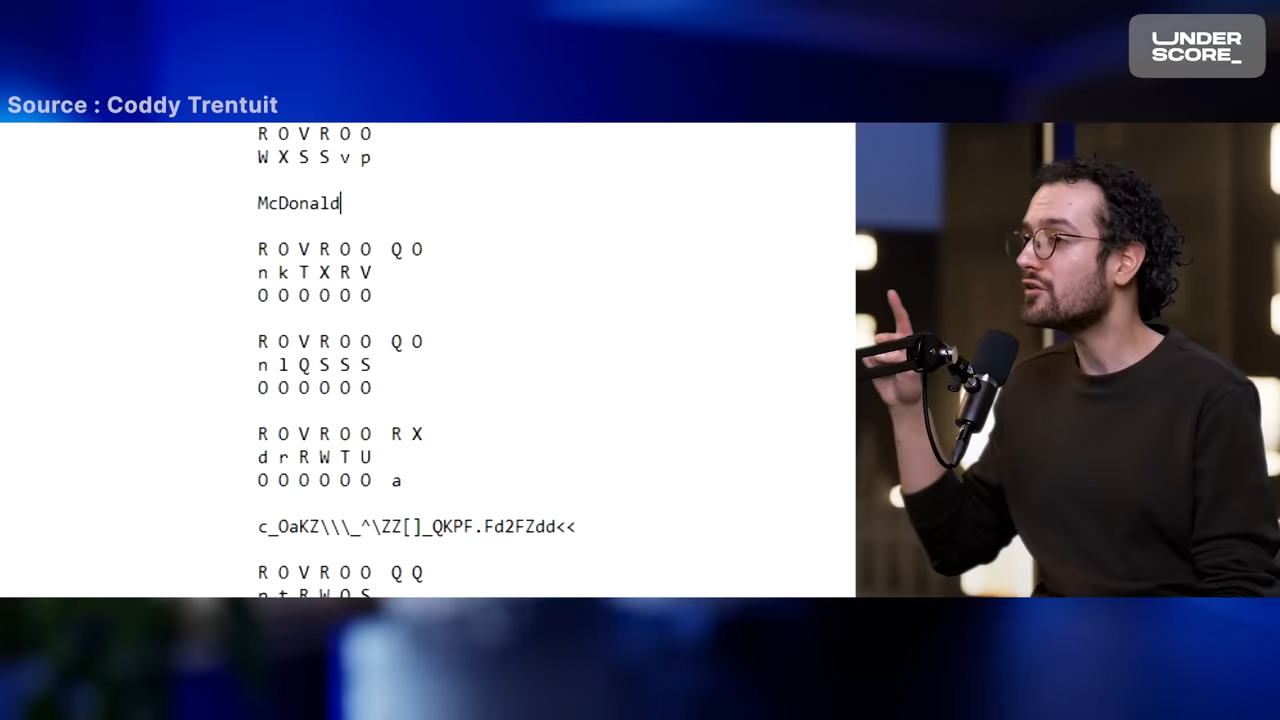 UNDER
SCORE_
Source : Coddy Trentuit
R O V R O O
W X S S v p
McDonald
R O V R O O Q O
n k T X R V
O O O O O O
R O V R O O Q O
n l Q S S S
O O O O O O
R O V R O O R X
d r R W T U
O O O O O O a
c_OaKZ\\\_^\ZZ[]_QKPF.Fd2FZdd<<
R O V R O O Q Q
n t R W O S